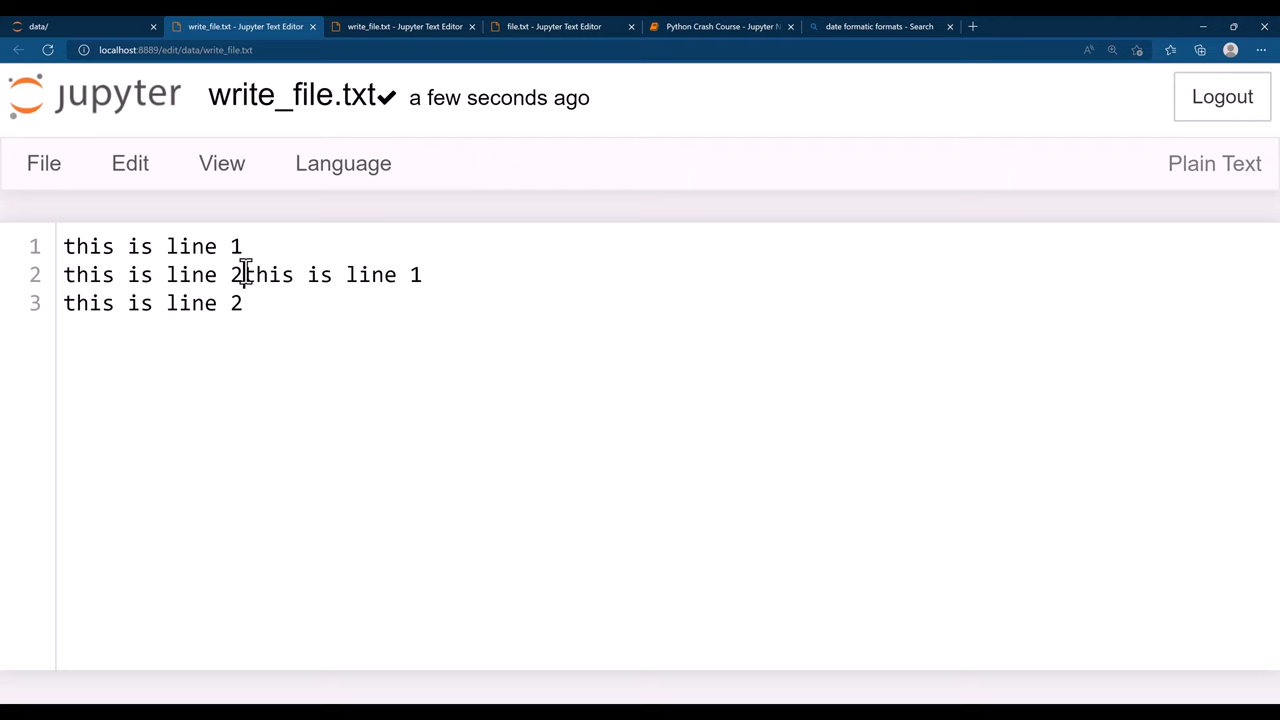 data/
write_file.txt - Jupyter Text Editor
write_file.txt - Jupyter Text Editor
file.txt - Jupyter Text Editor
Python Crash Course - Jupyter N
date formatic formats - Search
localhost:8889/edit/data/write_file.txt
jupyter write_file.txt✔ a few seconds ago
Logout
File Edit View Language
Plain Text
1 this is line 1
2 this is line 2this is line 1
3 this is line 2